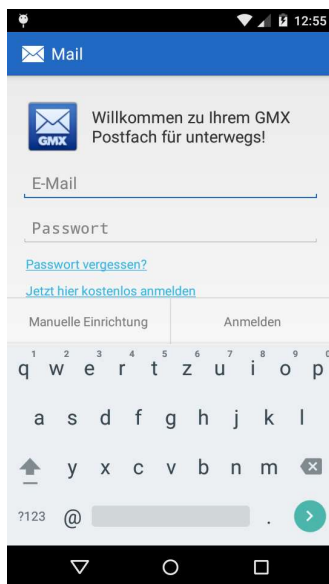 12:55
Mail
GMX
Willkommen zu Ihrem GMX
Postfach für unterwegs!
E-Mail
Passwort
Passwort vergessen?
Jetzt hier kostenlos anmelden
Manuelle Einrichtung Anmelden
1 2 3 4 5 6 7 8 9 0
q w e r t z u i o p
a s d f g h j k l
y x c v b n m
?123 @ .